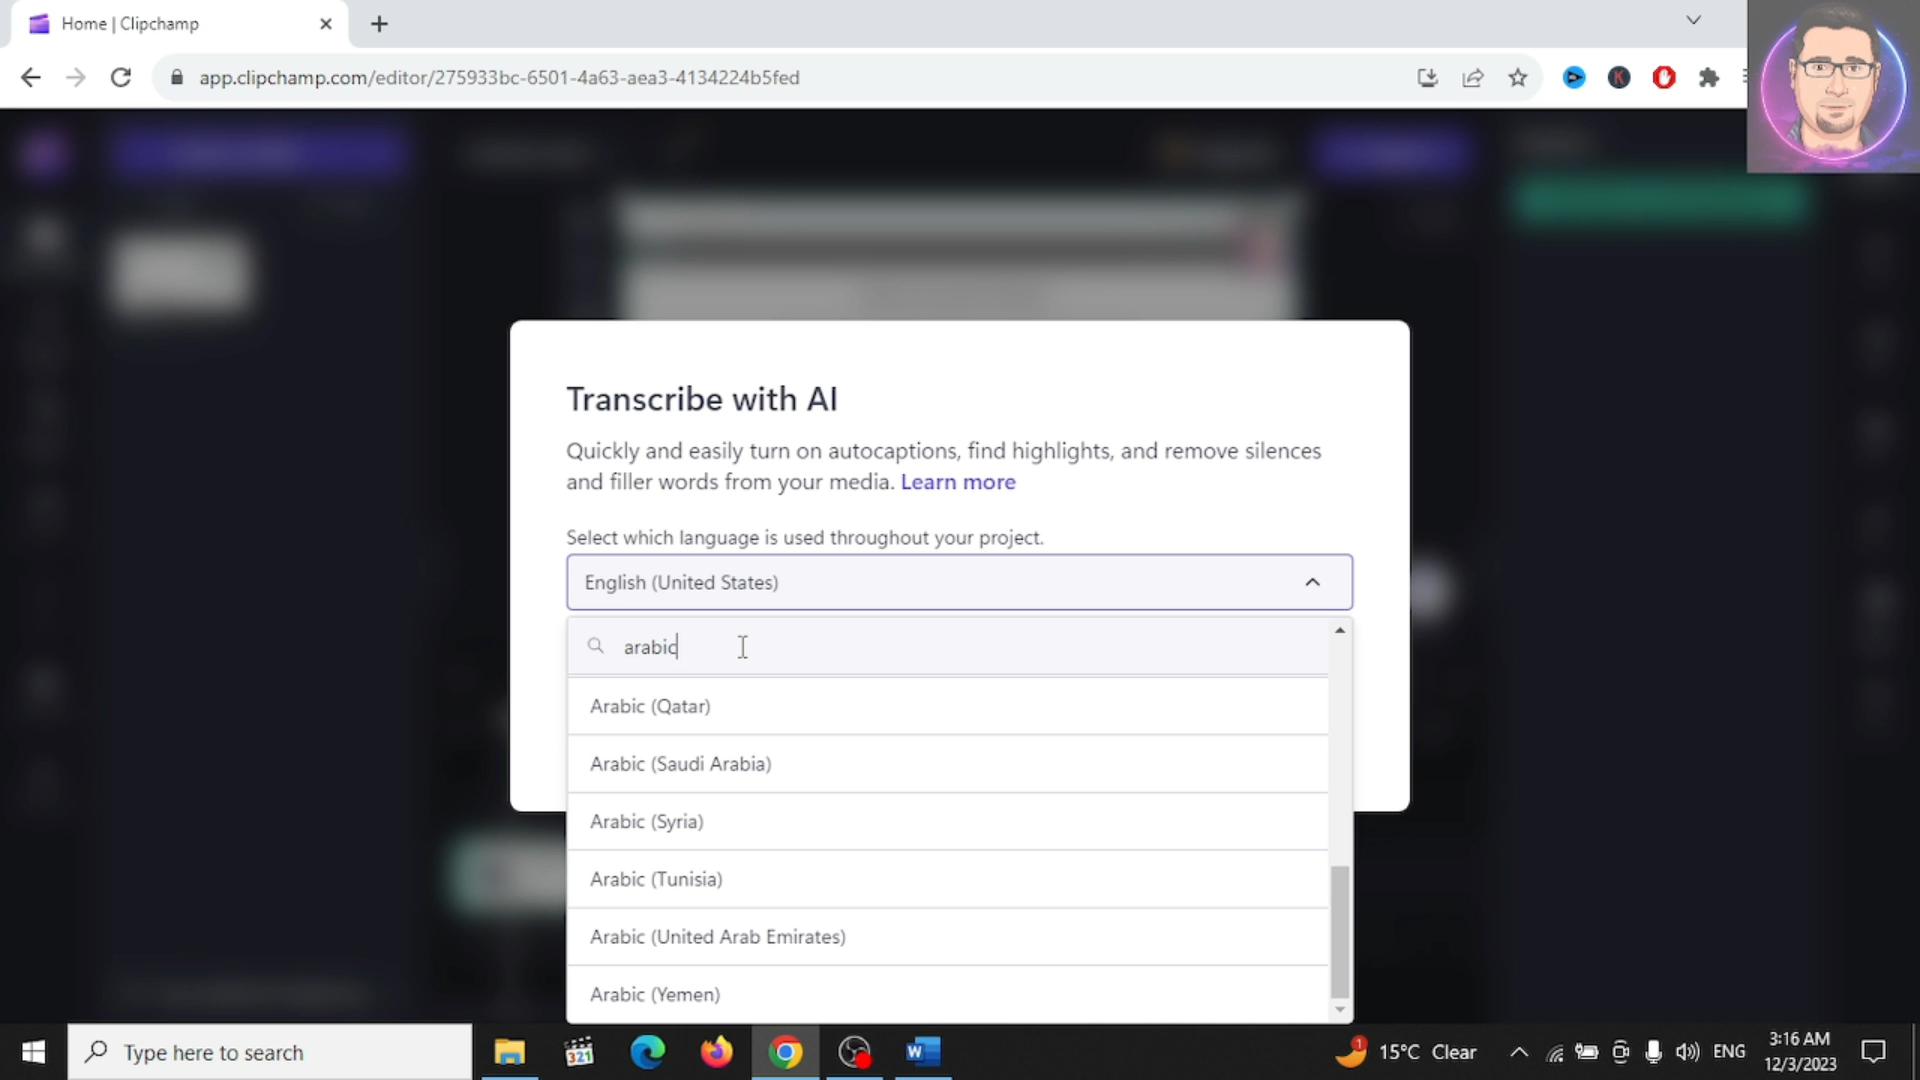 Home | Clipchamp
app.clipchamp.com/editor/275933bc-6501-4a63-aea3-4134224b5fed
K
Transcribe with AI
Quickly and easily turn on autocaptions, find highlights, and remove silences
and filler words from your media. Learn more
Select which language is used throughout your project.
English (United States)
arabic
Arabic (Qatar)
Arabic (Saudi Arabia)
Arabic (Syria)
Arabic (Tunisia)
Arabic (United Arab Emirates)
Arabic (Yemen)
Type here to search
321
W
1
15°C Clear
ENG
3:16 AM
12/3/2023